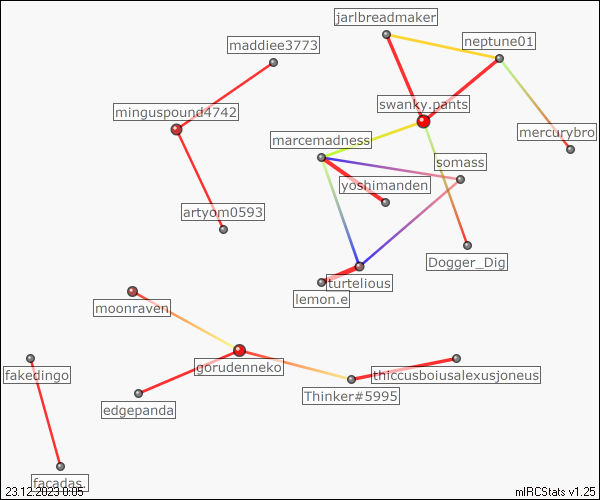 jarlbreadmaker
maddiee3773
neptune01
swanky.pants
minguspound4742
mercurybro
marcemadness
somass
yoshimanden
artyom0593
Dogger_Dig
turtelious
lemon.e
moonraven
gorudenneko
fakedingo
thiccusboiusalexusjoneus
Thinker#5995
edgepanda
facadas.
23.12.2023 0:05
mIRCStats v1.25